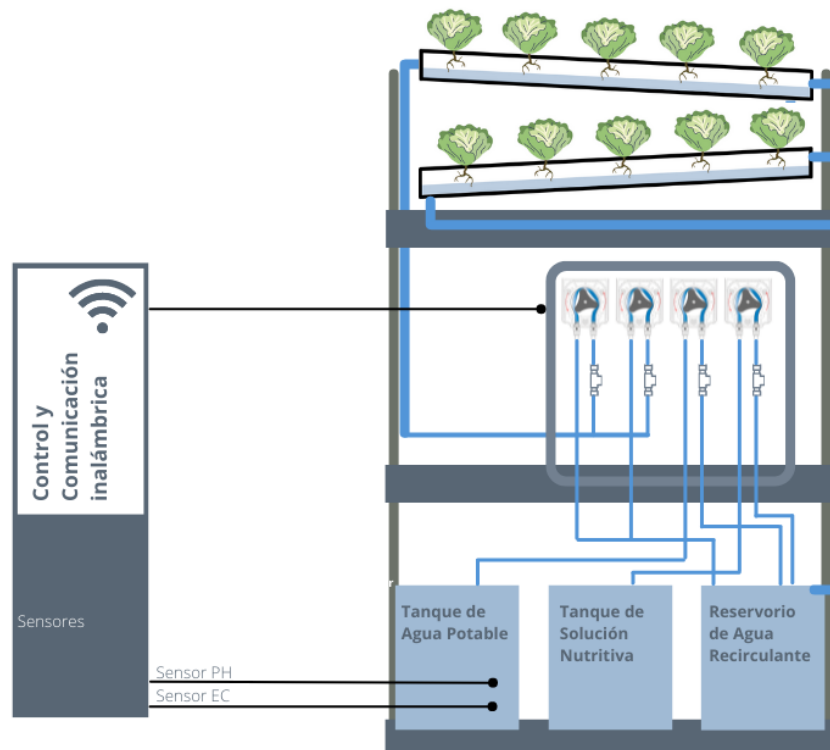 Control y
Comunicación
inalámbrica
Sensores
Sensor PH
Sensor EC
Tanque de
Agua Potable
Tanque de
Solución
Nutritiva
Reservorio
de Agua
Recirculante